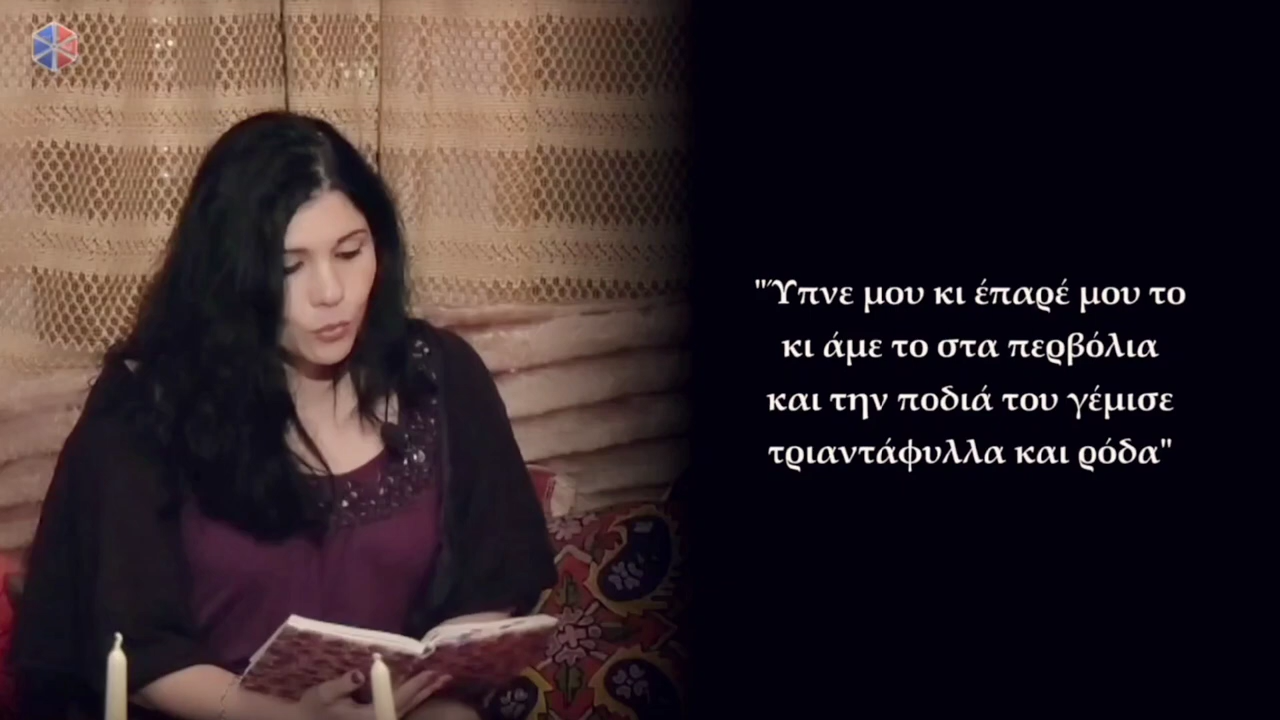 "Ύπνε μου κι έπαρέ μου το
κι άμε το στα περβόλια
και την ποδιά του γέμισε
τριαντάφυλλα και ρόδα"